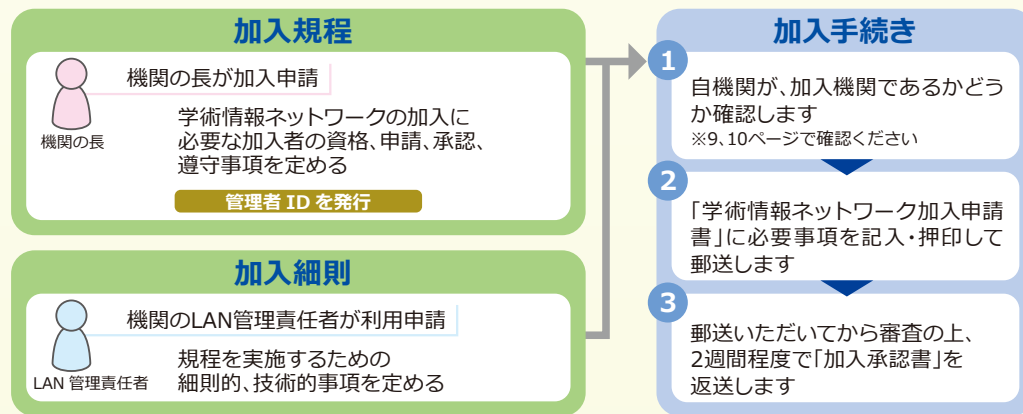 加入規程
機関の長が加入申請
機関の長
学術情報ネットワークの加入に
必要な加入者の資格、申請、承認、
遵守事項を定める
管理者 ID を発行
加入細則
機関のLAN管理責任者が利用申請
LAN 管理責任者
規程を実施するための
細則的、技術的事項を定める
加入手続き
1
自機関が、加入機関であるかどう
か確認します
※9、10ページで確認ください
2
「学術情報ネットワーク加入申請
書」に必要事項を記入・押印して
郵送します
3
郵送いただいてから審査の上、
2週間程度で「加入承認書」を
返送します